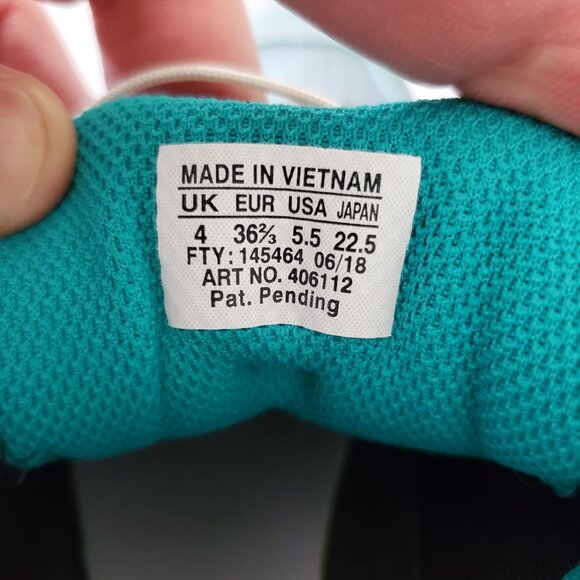 MADE IN VIETNAM
UK EUR USA JAPAN
4 36⅔ 5.5 22.5
FTY: 145464 06/18
ART NO. 406112
Pat. Pending